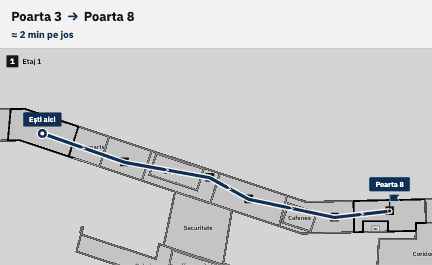 Poarta 3 → Poarta 8
≈ 2 min pe jos
1 Etaj 1
Ești aici
Poarta 8
Cafenea
Securitate
Corido